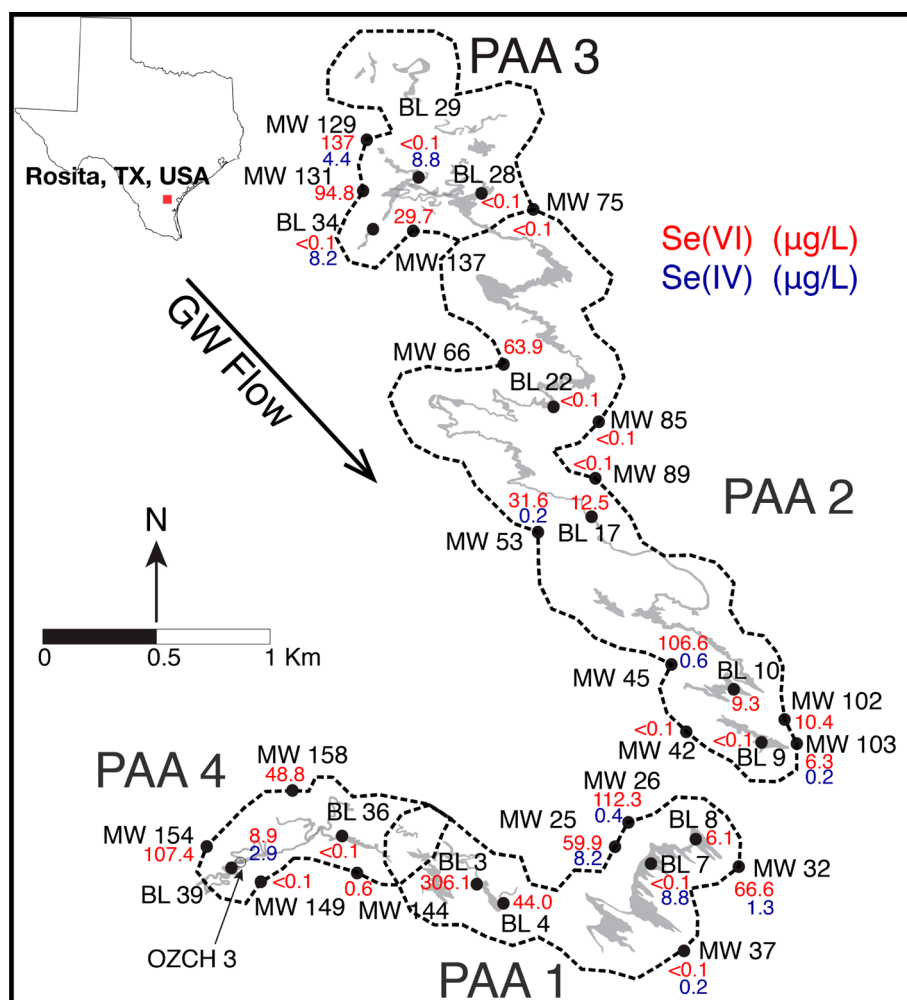 PAA 3
BL 29
MW 129
137
4.4
<0.1
8.8
Rosita, TX, USA
MW 131
94.8
BL 28
<0.1
MW 75
<0.1
BL 34
<0.1
8.2
29.7
MW 137
Se(VI) (µg/L)
Se(IV) (µg/L)
GW Flow
MW 66
63.9
BL 22
<0.1
MW 85
<0.1
<0.1
MW 89
PAA 2
31.6
0.2
12.5
MW 53
BL 17
N
0 0.5 1 Km
106.6
0.6
MW 45
BL 10
9.3
MW 102
10.4
<0.1
MW 42
<0.1
BL 9
MW 103
6.3
0.2
PAA 4
MW 158
48.8
MW 26
112.3
0.4
MW 25
59.9
8.2
BL 8
6.1
MW 154
107.4
8.9
2.9
BL 36
<0.1
BL 3
306.1
BL 7
<0.1
8.8
MW 32
66.6
1.3
BL 39
<0.1
MW 149
0.6
MW 144
44.0
BL 4
OZCH 3
MW 37
<0.1
0.2
PAA 1